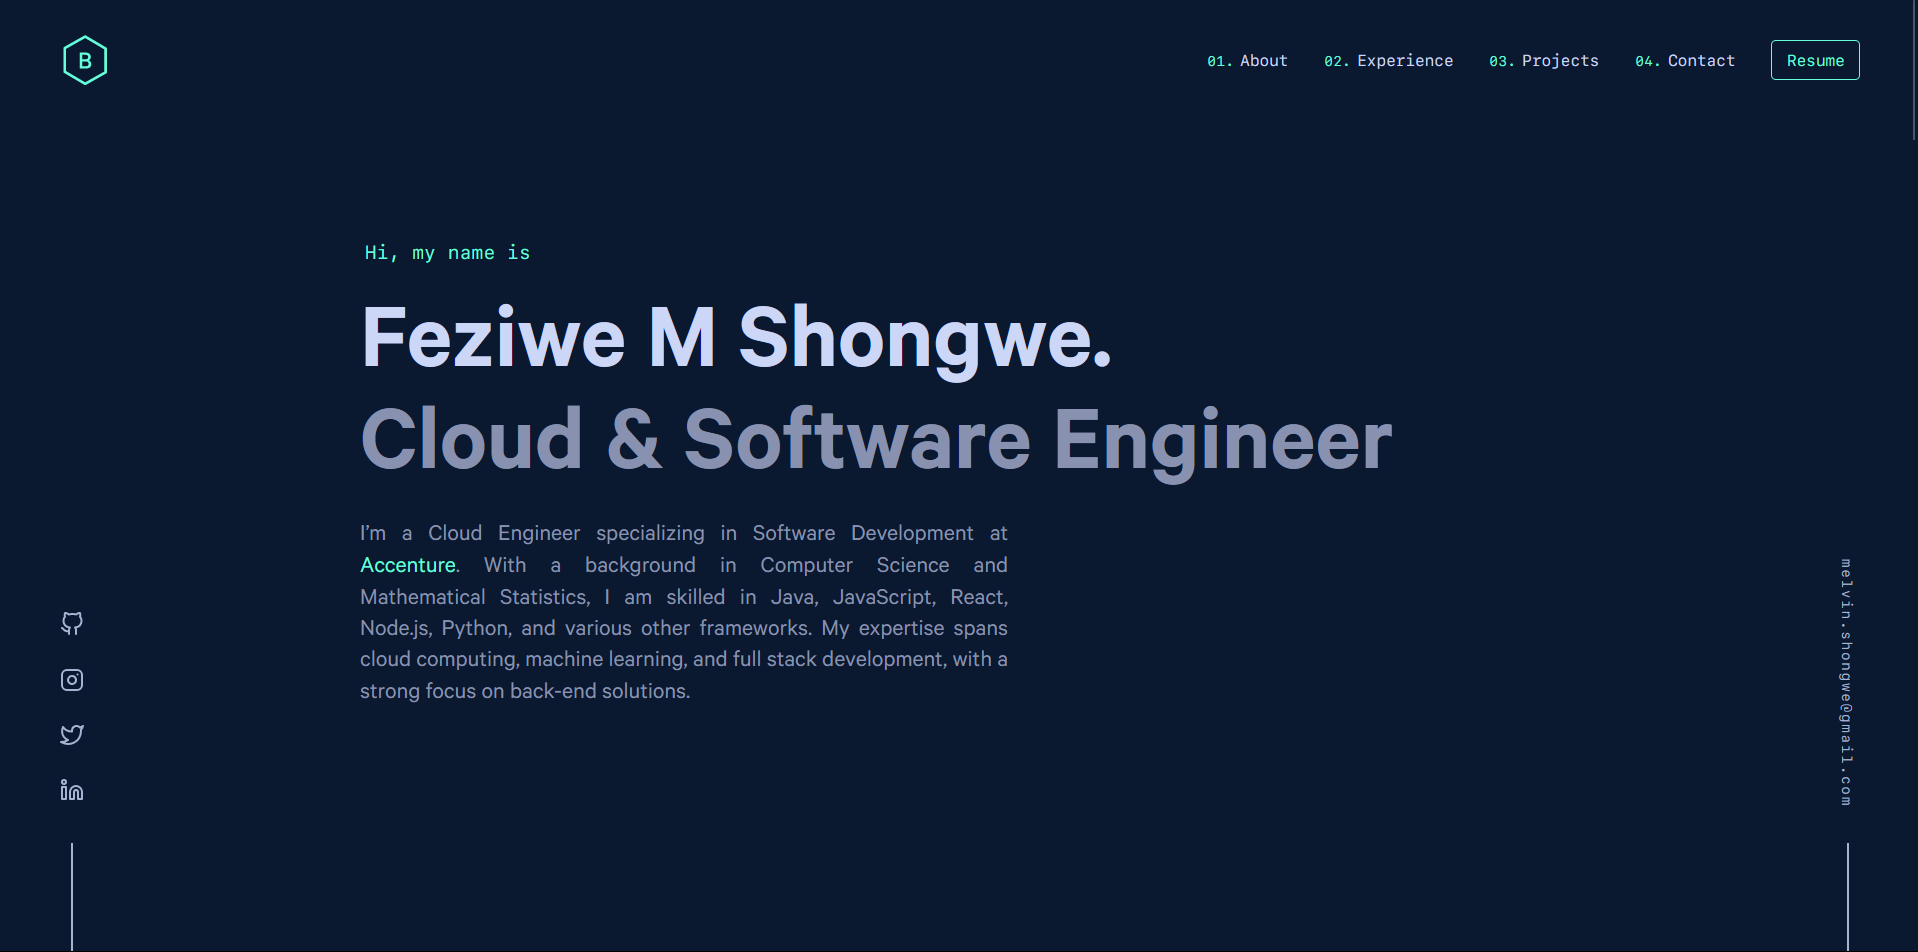 B
01. About 02. Experience 03. Projects 04. Contact Resume
Hi, my name is
Feziwe M Shongwe.
Cloud & Software Engineer
I’m a Cloud Engineer specializing in Software Development at
Accenture. With a background in Computer Science and
Mathematical Statistics, I am skilled in Java, JavaScript, React,
Node.js, Python, and various other frameworks. My expertise spans
cloud computing, machine learning, and full stack development, with a
strong focus on back-end solutions.
melvin.shongwe@gmail.com